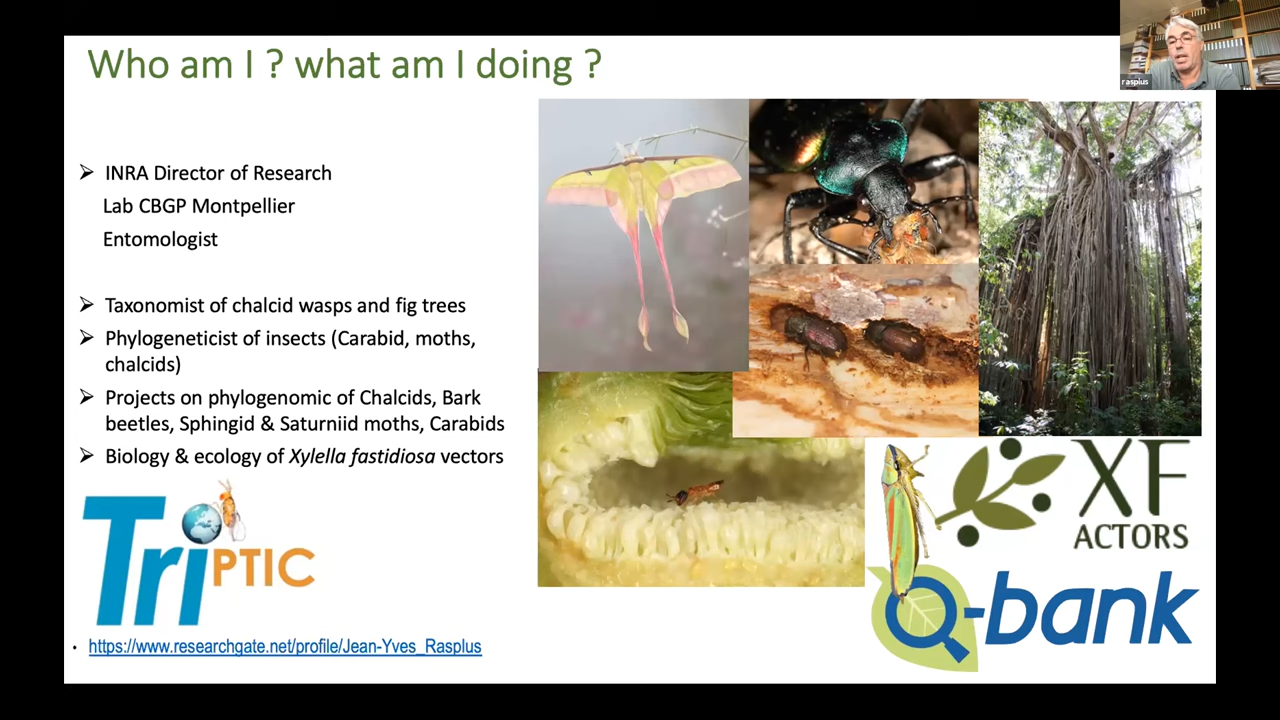 Who am I ? what am I doing ?
rasplus
INRA Director of Research
Lab CBGP Montpellier
Entomologist
Taxonomist of chalcid wasps and fig trees
Phylogeneticist of insects (Carabid, moths,
chalcids)
Projects on phylogenomic of Chalcids, Bark
beetles, Sphingid & Saturniid moths, Carabids
Biology & ecology of Xylella fastidiosa vectors
TriPTIC
https://www.researchgate.net/profile/Jean-Yves_Rasplus
XF
ACTORS
Q-bank